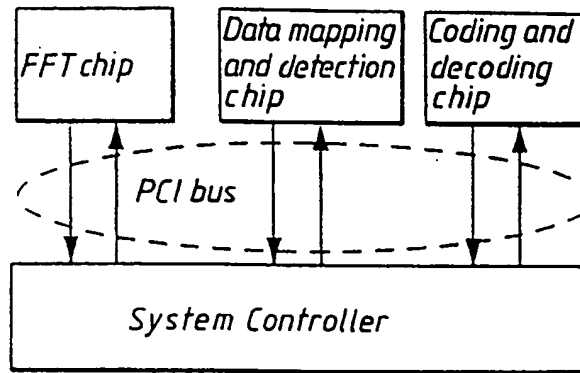 FFT chip
Data mapping
and detection
chip
Coding and
decoding
chip
PCI bus
System Controller